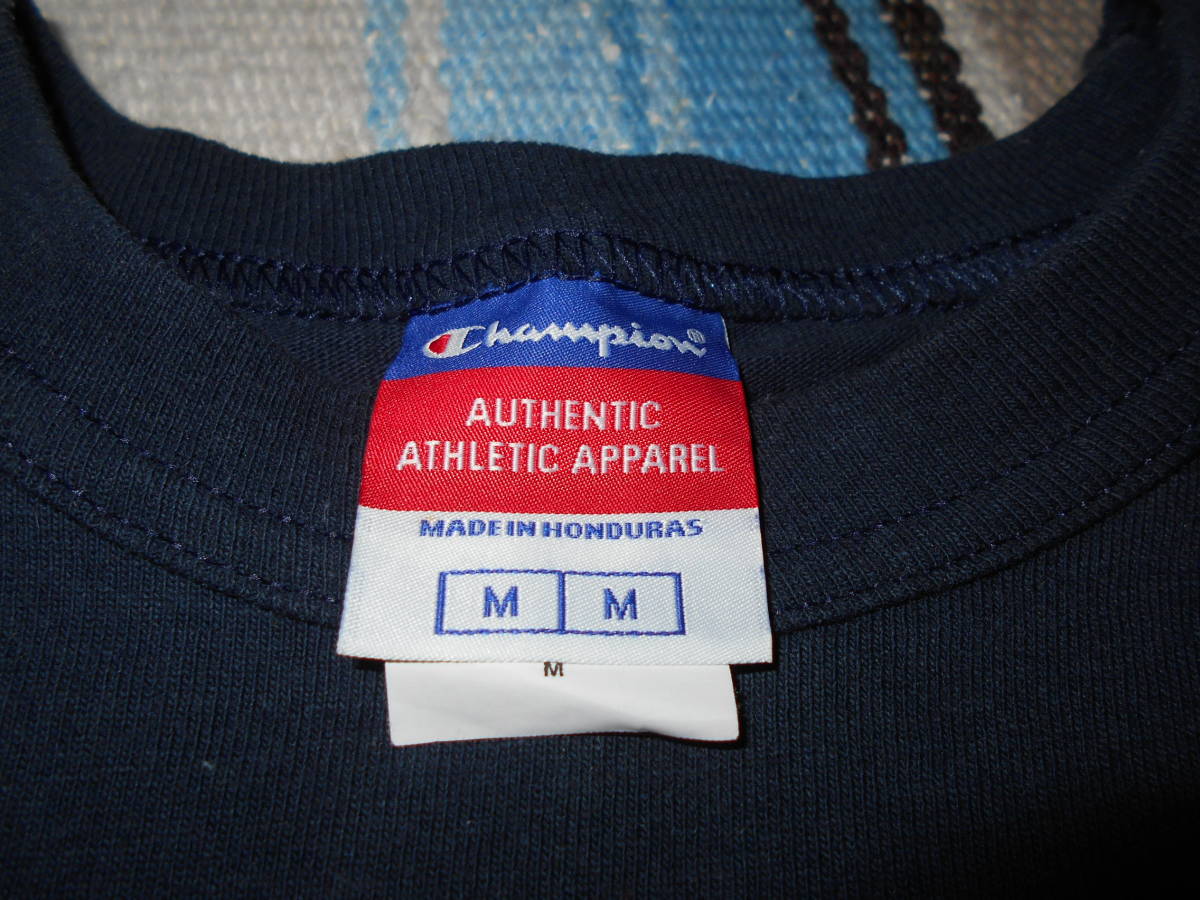 Champion®
AUTHENTIC
ATHLETIC APPAREL
MADE IN HONDURAS
M M
M